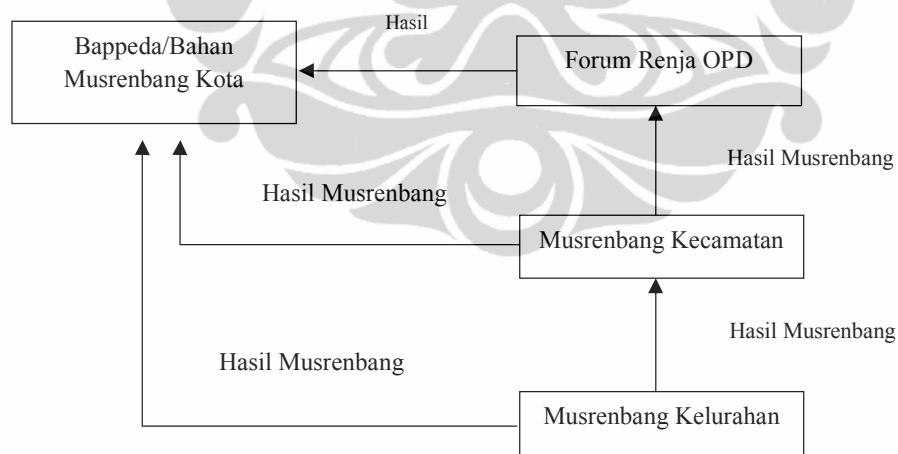 Hasil
Bappeda/Bahan
Musrenbang Kota
Forum Renja OPD
Hasil Musrenbang
Hasil Musrenbang
Musrenbang Kecamatan
Hasil Musrenbang
Hasil Musrenbang
Musrenbang Kelurahan